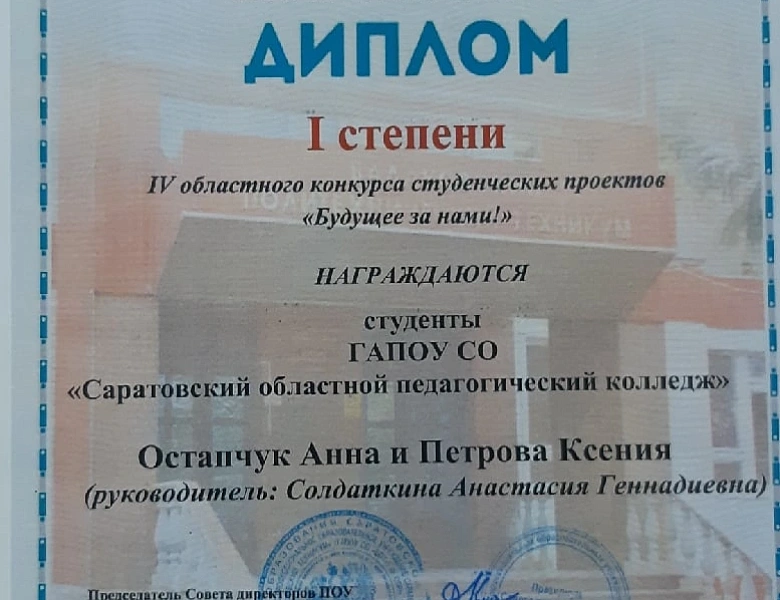 ДИПЛОМ
I степени
IV областного конкурса студенческих проектов
«Будущее за нами!»
НАГРАЖДАЮТСЯ
студенты
ГАПОУ СО
«Саратовский областной педагогический колледж»
Остапчук Анна и Петрова Ксения
(руководитель: Солдаткина Анастасия Геннадиевна)
Председатель Совета директоров ПОУ